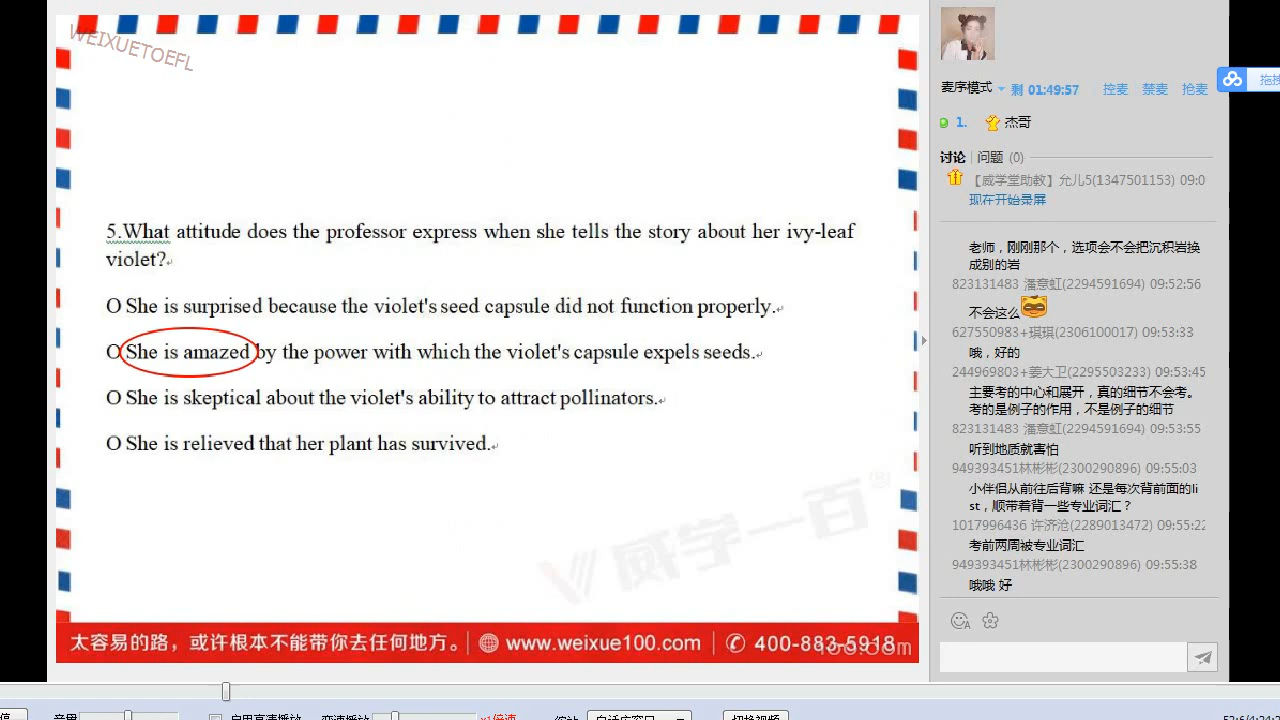 WEIXUETOEFL
5.What attitude does the professor express when she tells the story about her ivy-leaf
violet?
O She is surprised because the violet's seed capsule did not function properly.
O She is amazed by the power with which the violet's capsule expels seeds.
O She is skeptical about the violet's ability to attract pollinators.
O She is relieved that her plant has survived.
威学一百®
太容易的路，或许根本不能带你去任何地方。 www.weixue100.com 400-883-5918
麦序模式 剩 01:49:57 控麦 禁麦 抢麦
拖拽
1. 杰哥
讨论 问题 (0)
【威学堂助教】允儿5(1347501153) 09:0
现在开始录屏
老师，刚刚那个，选项会不会把沉积岩换
成别的岩
823131483 潘意虹(2294591694) 09:52:56
不会这么
627550983+琪琪(2306100017) 09:53:33
哦，好的
244969803+姜大卫(2295503233) 09:53:45
主要考的中心和展开，真的细节不会考。
考的是例子的作用，不是例子的细节
823131483 潘意虹(2294591694) 09:53:55
听到地质就害怕
949393451林彬彬(2300290896) 09:55:03
小伴侣从前往后背嘛 还是每次背前面的li
st，顺带着背一些专业词汇？
1017996436 许济沧(2289013472) 09:55:22
考前两周被专业词汇
949393451林彬彬(2300290896) 09:55:38
哦哦 好